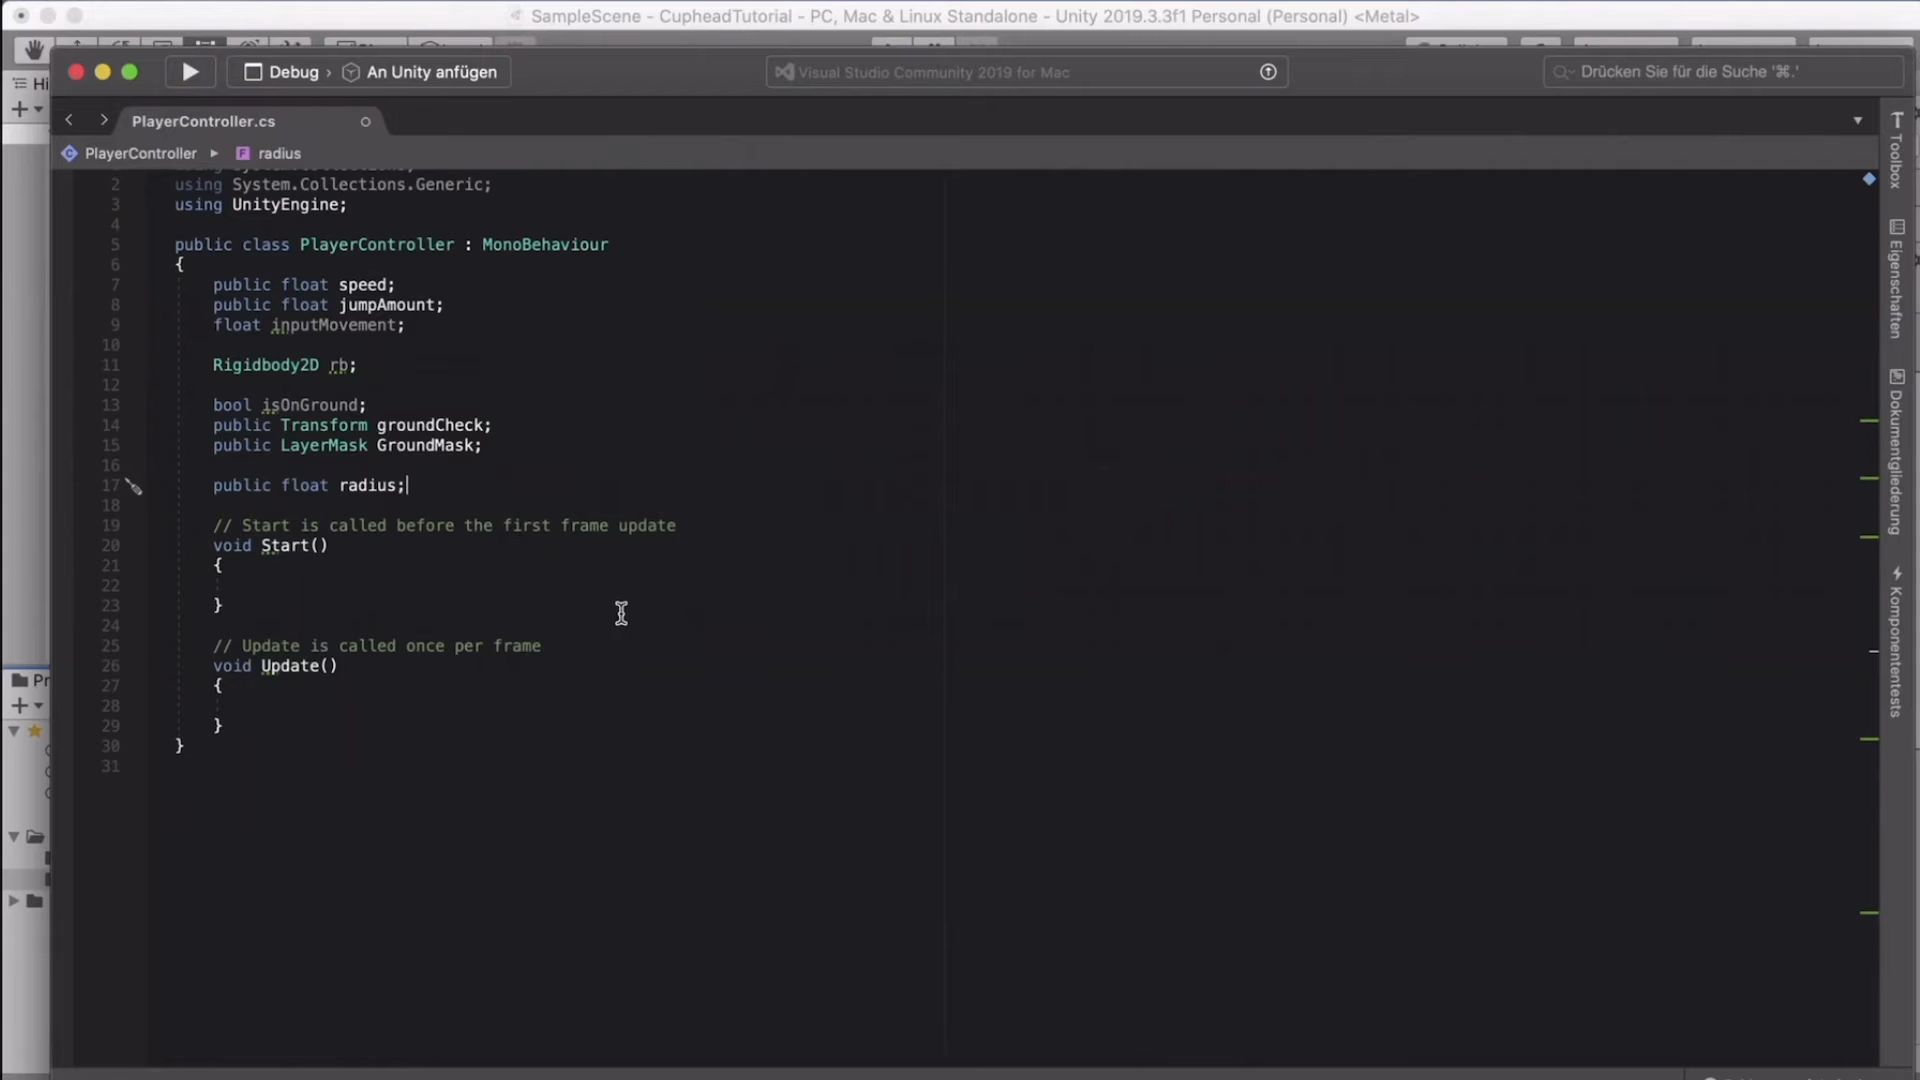 SampleScene - CupheadTutorial - PC, Mac & Linux Standalone - Unity 2019.3.3f1 Personal (Personal) <Metal>
Debug › An Unity anfügen
Visual Studio Community 2019 for Mac
Drücken Sie für die Suche '⌘.'
Hi
PlayerController.cs
PlayerController ▸ F radius
2 using System.Collections.Generic;
3 using UnityEngine;
4
5 public class PlayerController : MonoBehaviour
6 {
7 public float speed;
8 public float jumpAmount;
9 float inputMovement;
10
11 Rigidbody2D rb;
12
13 bool isOnGround;
14 public Transform groundCheck;
15 public LayerMask GroundMask;
16
17 public float radius;
18
19 // Start is called before the first frame update
20 void Start()
21 {
22
23 }
24
25 // Update is called once per frame
26 void Update()
27 {
28
29 }
30 }
31
Pr
Toolbox
Eigenschaften
Dokumentgliederung
Komponententests